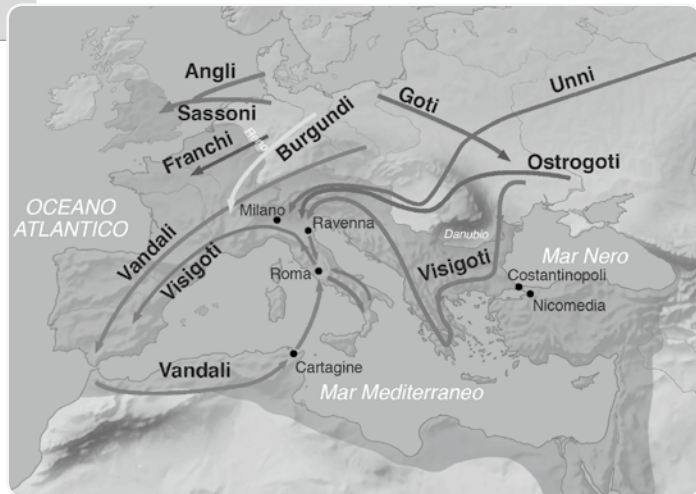 Angli
Sassoni
Franchi
Reno
Burgundi
Goti
Unni
Ostrogoti
OCEANO
ATLANTICO
Milano
Ravenna
Danubio
Mar Nero
Vandali
Visigoti
Roma
Visigoti
Costantinopoli
Nicomedia
Vandali
Cartagine
Mar Mediterraneo